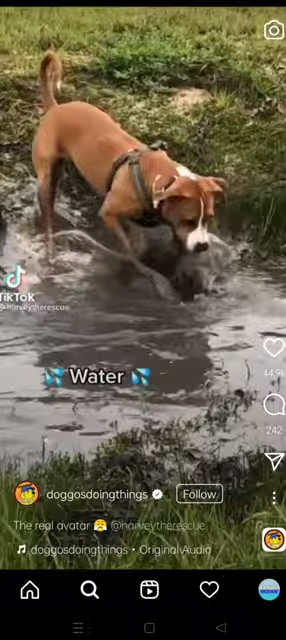 TikTok
@harveytherescue
💦 Water 💦
44.9k
242
doggosdoingthings
Follow
The real avatar 😤 @harveytherescue
♫ doggosdoingthings • Original Audio